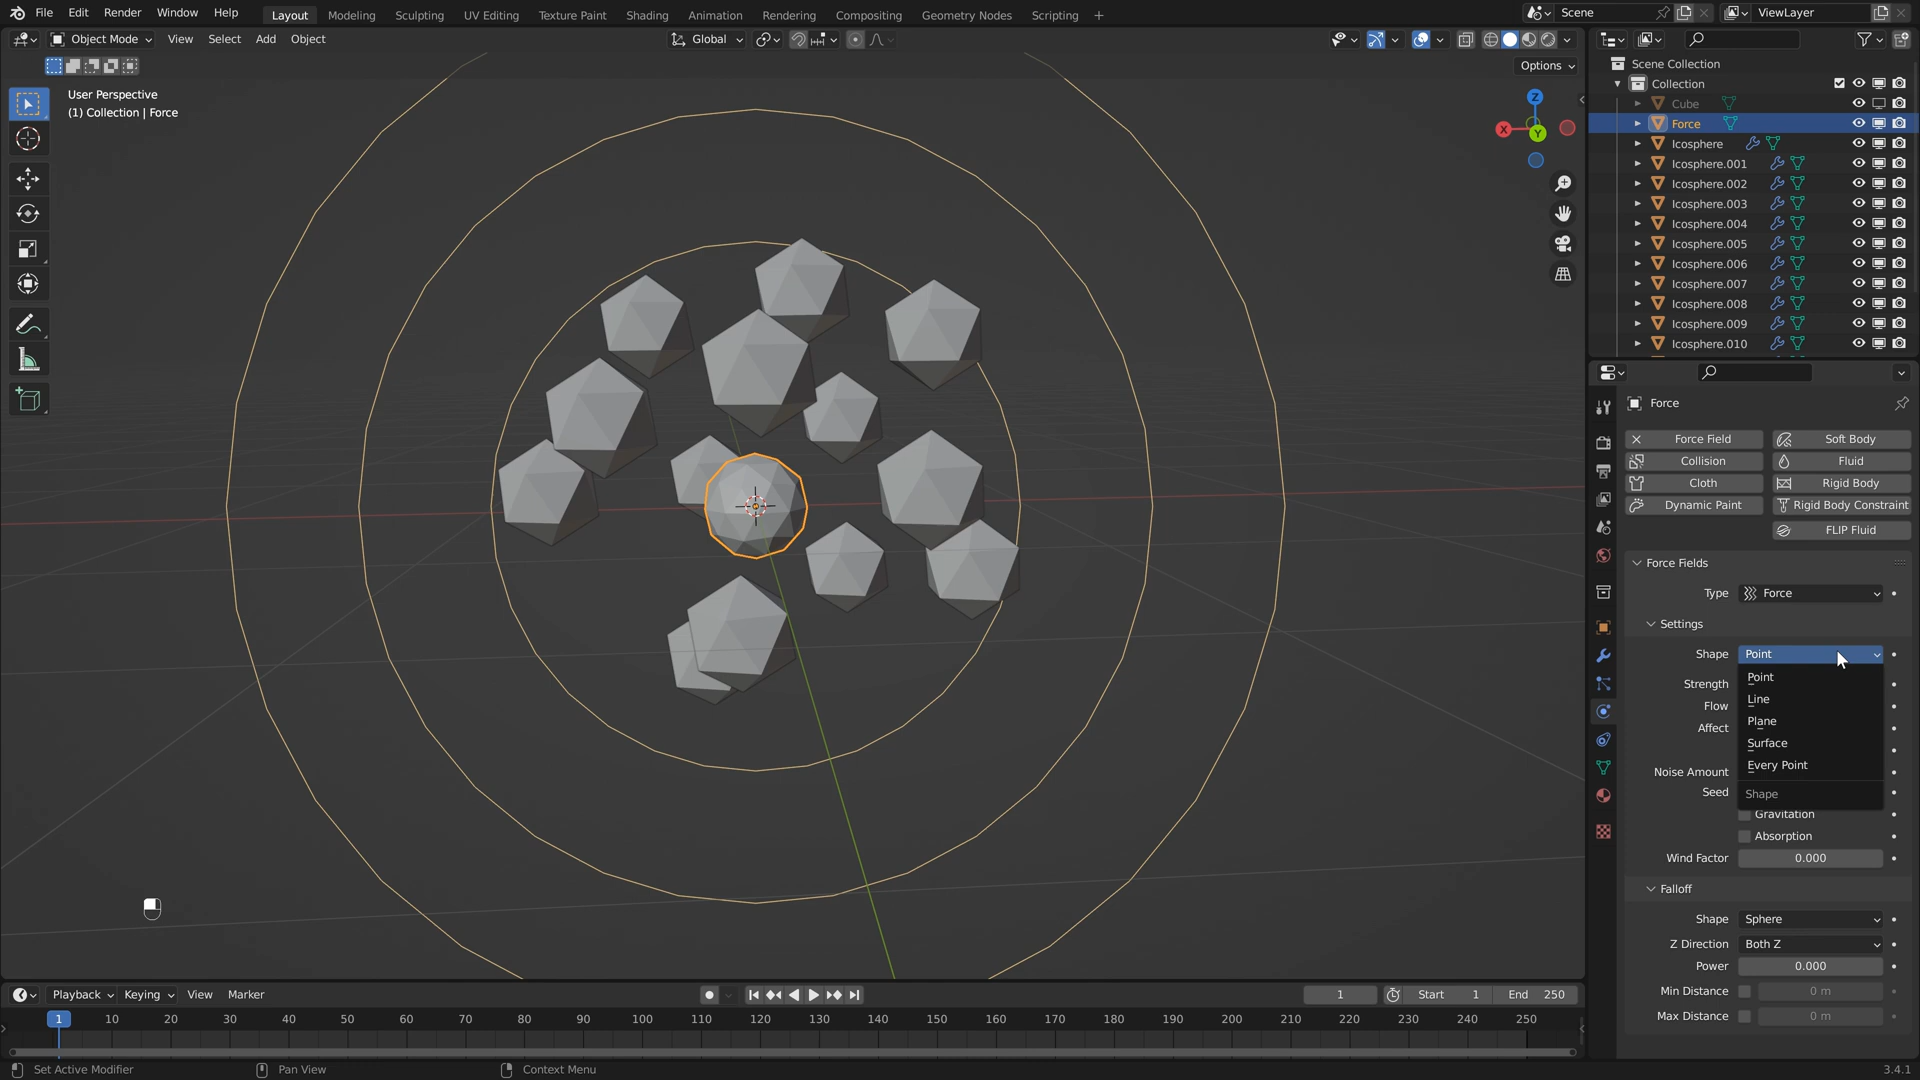 File Edit Render Window Help Layout Modeling Sculpting UV Editing Texture Paint Shading Animation Rendering Compositing Geometry Nodes Scripting + Scene ViewLayer
Object Mode View Select Add Object Global
Options
User Perspective
(1) Collection | Force
Z
X
Y
Scene Collection
Collection
Cube
Force
Icosphere
Icosphere.001
Icosphere.002
Icosphere.003
Icosphere.004
Icosphere.005
Icosphere.006
Icosphere.007
Icosphere.008
Icosphere.009
Icosphere.010
Force
Force Field Soft Body
Collision Fluid
Cloth Rigid Body
Dynamic Paint Rigid Body Constraint
FLIP Fluid
Force Fields
Type Force
Settings
Shape Point
Point
Strength
Line
Flow
Plane
Affect
Surface
Every Point
Noise Amount
Seed
Shape
Gravitation
Absorption
Wind Factor 0.000
Falloff
Shape Sphere
Z Direction Both Z
Power 0.000
Min Distance 0 m
Max Distance 0 m
Playback Keying View Marker 1 Start 1 End 250
1 10 20 30 40 50 60 70 80 90 100 110 120 130 140 150 160 170 180 190 200 210 220 230 240 250
Set Active Modifier Pan View Context Menu 3.4.1